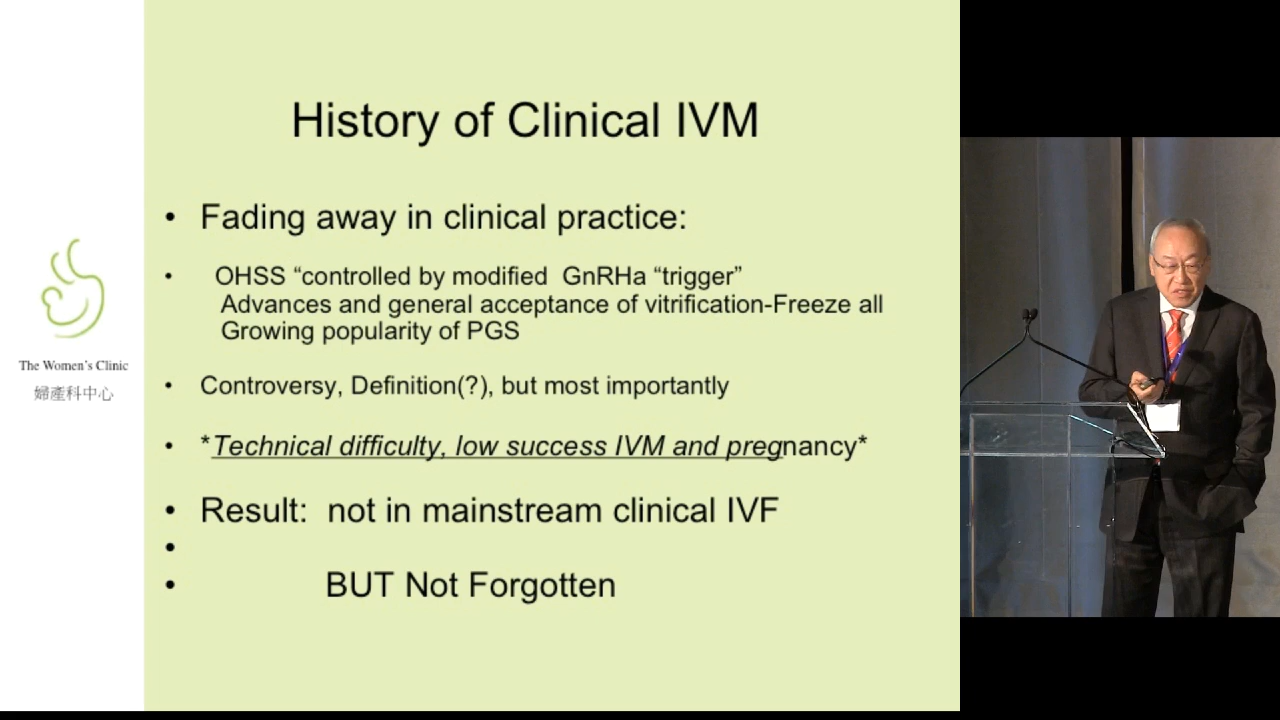 History of Clinical IVM
• Fading away in clinical practice:
• OHSS “controlled by modified GnRHa “trigger”
Advances and general acceptance of vitrification-Freeze all
Growing popularity of PGS
• Controversy, Definition(?), but most importantly
• *Technical difficulty, low success IVM and pregnancy*
• Result: not in mainstream clinical IVF
•
• BUT Not Forgotten
The Women’s Clinic
婦產科中心